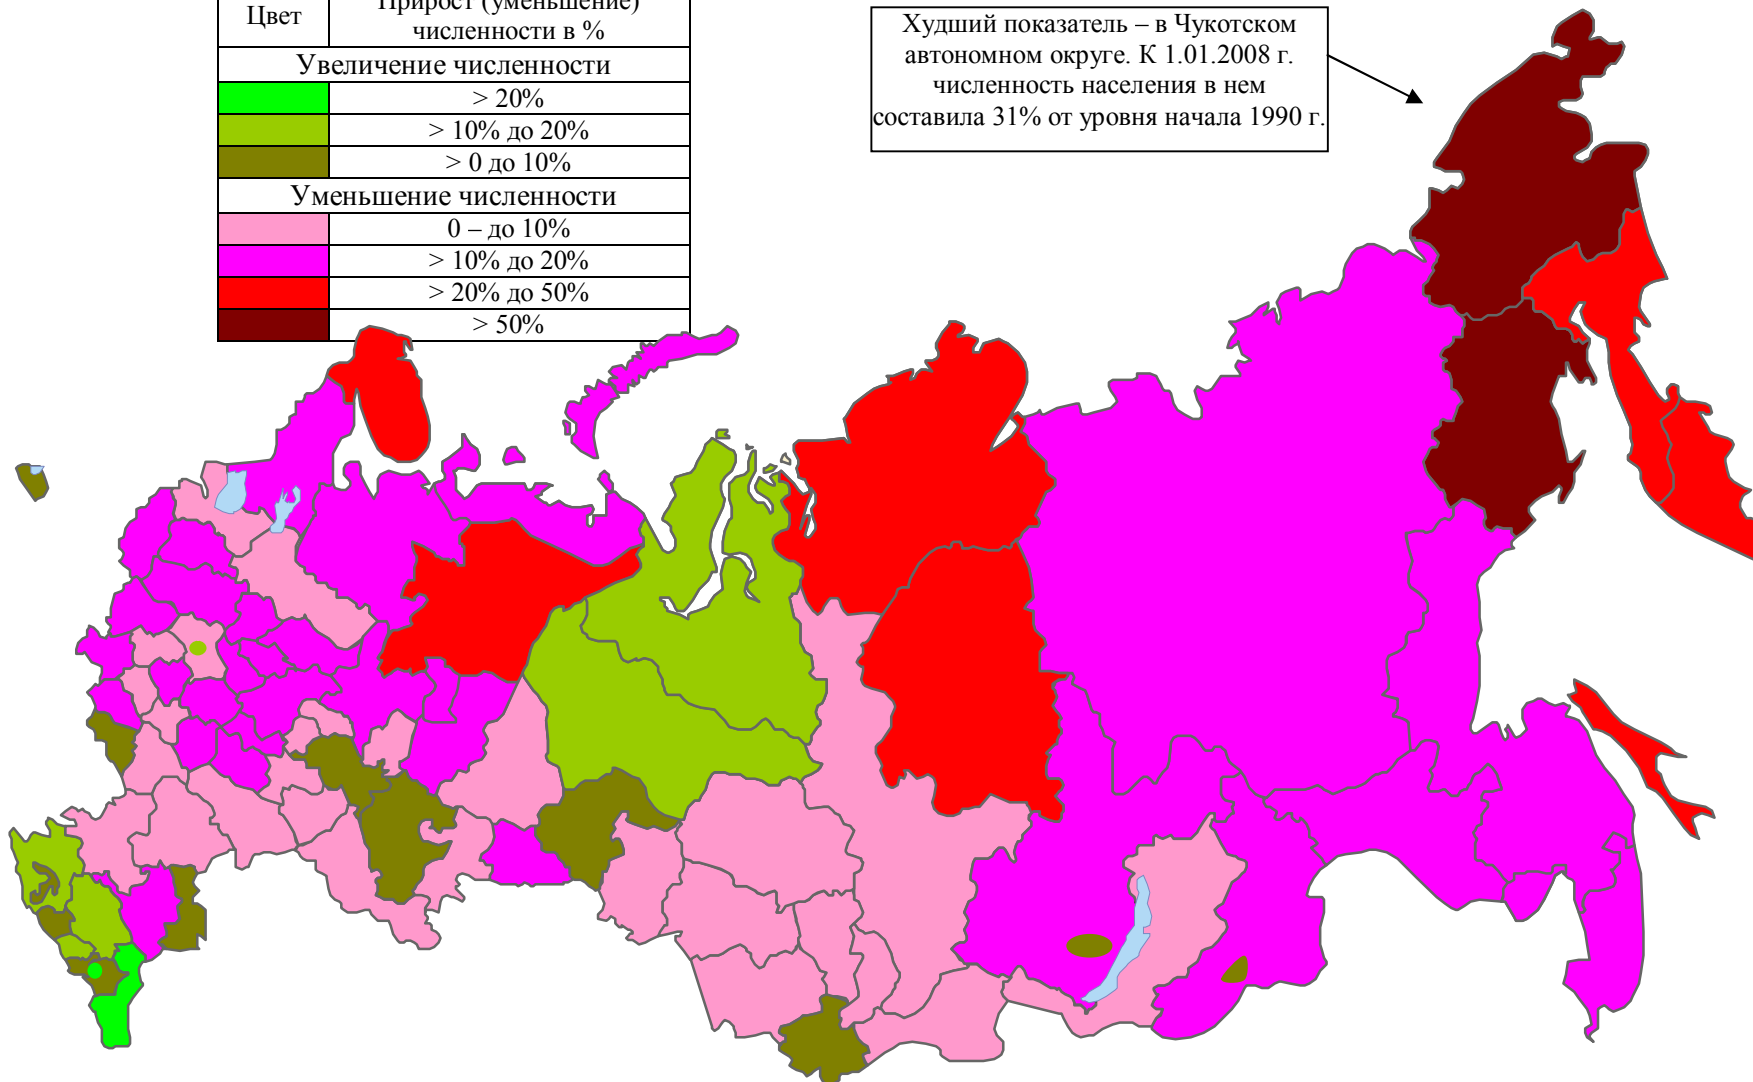 Цвет
Прирост (уменьшение)
численности в %
Увеличение численности
> 20%
> 10% до 20%
> 0 до 10%
Уменьшение численности
0 – до 10%
> 10% до 20%
> 20% до 50%
> 50%
Худший показатель – в Чукотском
автономном округе. К 1.01.2008 г.
численность населения в нем
составила 31% от уровня начала 1990 г.